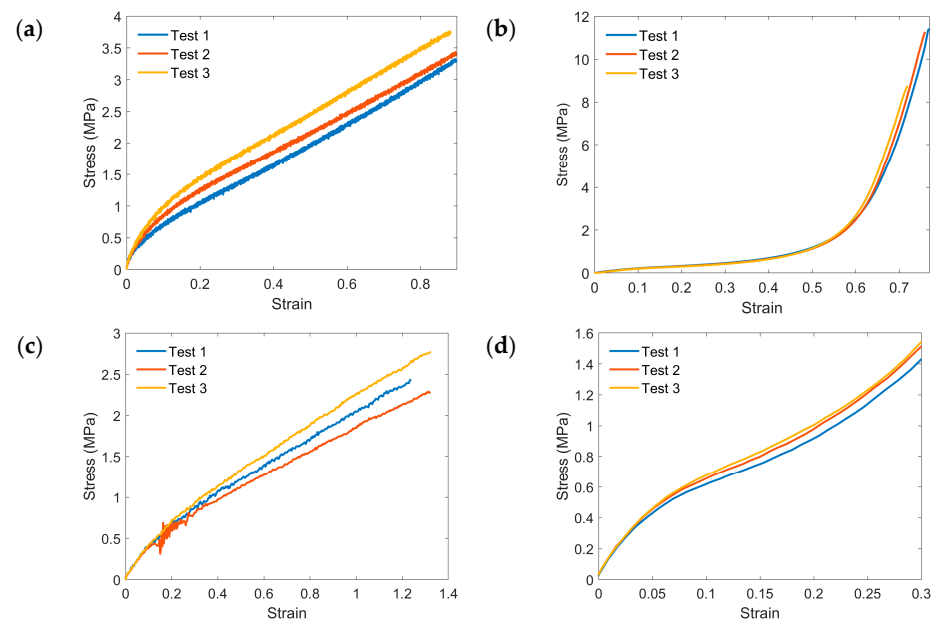 (a)
Stress (MPa)
4
3.5
3
2.5
2
1.5
1
0.5
0
Test 1
Test 2
Test 3
0.2
0.4
0.6
0.8
Strain
(b)
Stress (MPa)
12
10
8
6
4
2
0
Test 1
Test 2
Test 3
0
0.1
0.2
0.3
0.4
0.5
0.6
0.7
Strain
(c)
Stress (MPa)
3
2.5
2
1.5
1
0.5
0
Test 1
Test 2
Test 3
0
0.2
0.4
0.6
0.8
1.0
1.2
1.4
Strain
(d)
Stress (MPa)
1.6
1.4
1.2
1.0
0.8
0.6
0.4
0.2
0
Test 1
Test 2
Test 3
0
0.05
0.1
0.15
0.2
0.25
0.3
Strain